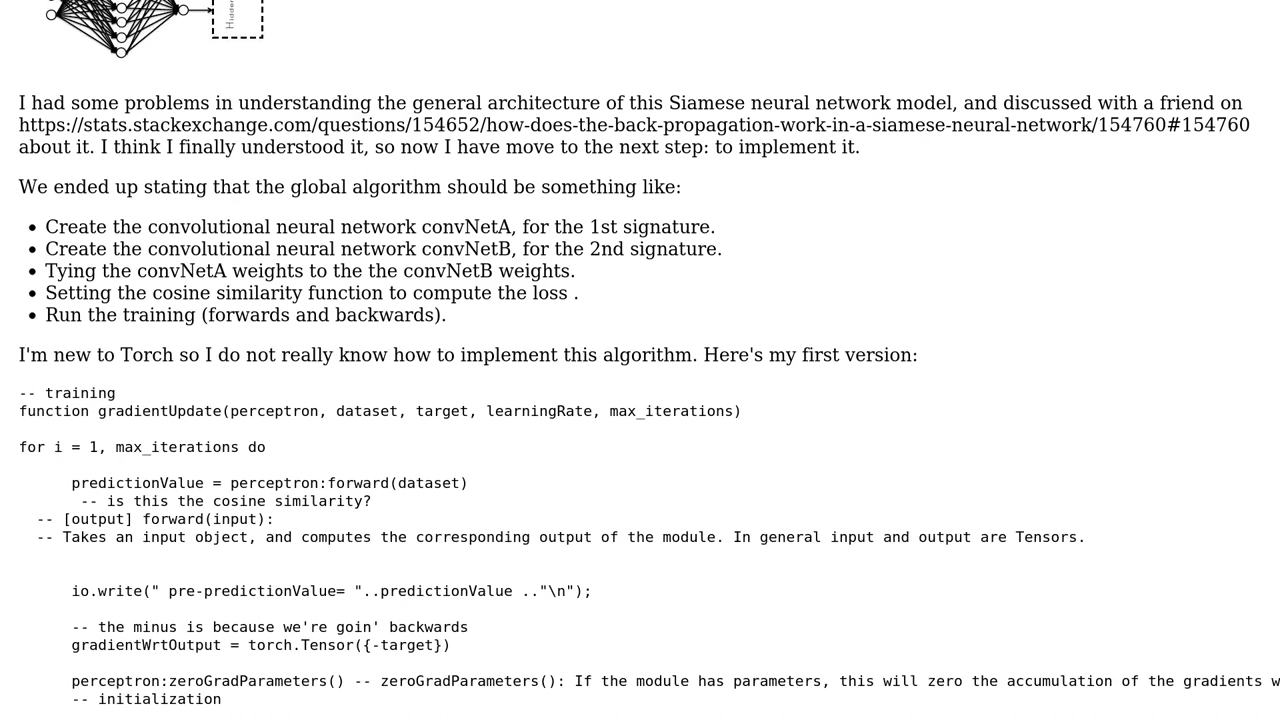 Hidden
I had some problems in understanding the general architecture of this Siamese neural network model, and discussed with a friend on
https://stats.stackexchange.com/questions/154652/how-does-the-back-propagation-work-in-a-siamese-neural-network/154760#154760
about it. I think I finally understood it, so now I have move to the next step: to implement it.
We ended up stating that the global algorithm should be something like:
• Create the convolutional neural network convNetA, for the 1st signature.
• Create the convolutional neural network convNetB, for the 2nd signature.
• Tying the convNetA weights to the the convNetB weights.
• Setting the cosine similarity function to compute the loss .
• Run the training (forwards and backwards).
I'm new to Torch so I do not really know how to implement this algorithm. Here's my first version:
-- training
function gradientUpdate(perceptron, dataset, target, learningRate, max_iterations)
for i = 1, max_iterations do
predictionValue = perceptron:forward(dataset)
-- is this the cosine similarity?
-- [output] forward(input):
-- Takes an input object, and computes the corresponding output of the module. In general input and output are Tensors.
io.write(" pre-predictionValue= "..predictionValue .."\n");
-- the minus is because we're goin' backwards
gradientWrtOutput = torch.Tensor({-target})
perceptron:zeroGradParameters() -- zeroGradParameters(): If the module has parameters, this will zero the accumulation of the gradients w
-- initialization